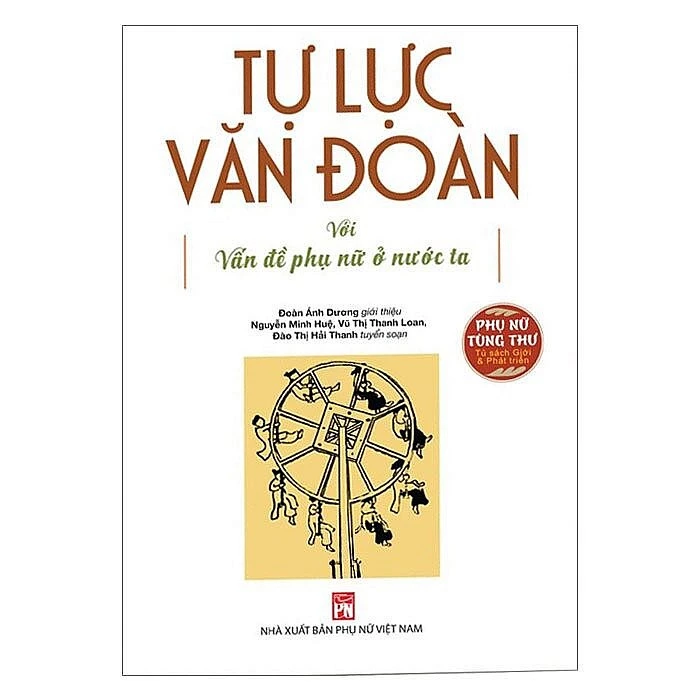 TỰ LỰC
VĂN ĐOÀN
Với
Vấn đề phụ nữ ở nước ta
Đoàn Ánh Dương giới thiệu
Nguyễn Minh Huệ, Vũ Thị Thanh Loan,
Đào Thị Hải Thanh tuyển soạn
PHỤ NỮ
TÙNG THƯ
Tủ sách Giới
& Phát triển
PN
NHÀ XUẤT BẢN PHỤ NỮ VIỆT NAM